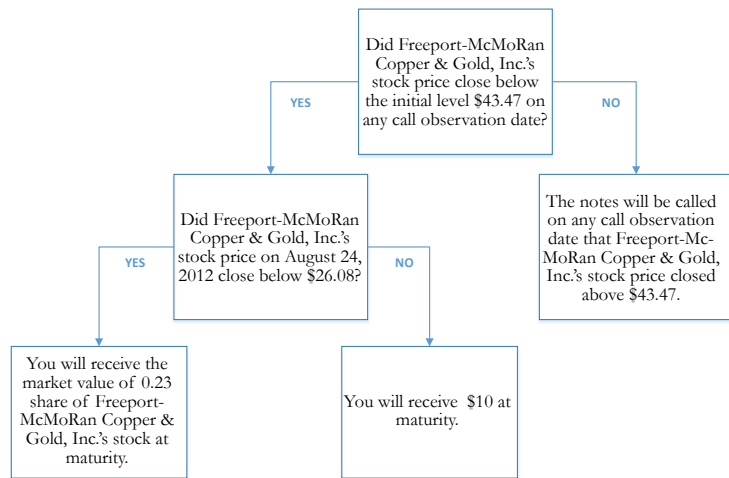 Did Freeport-McMoRan
Copper & Gold, Inc.'s
stock price close below
the initial level $43.47 on
any call observation date?
YES
NO
Did Freeport-McMoRan
Copper & Gold, Inc.'s
stock price on August 24,
2012 close below $26.08?
The notes will be called
on any call observation
date that Freeport-Mc-
MoRan Copper & Gold,
Inc.'s stock price closed
above $43.47.
YES
NO
You will receive the
market value of 0.23
share of Freeport-
McMoRan Copper &
Gold, Inc.'s stock at
maturity.
You will receive $10 at
maturity.